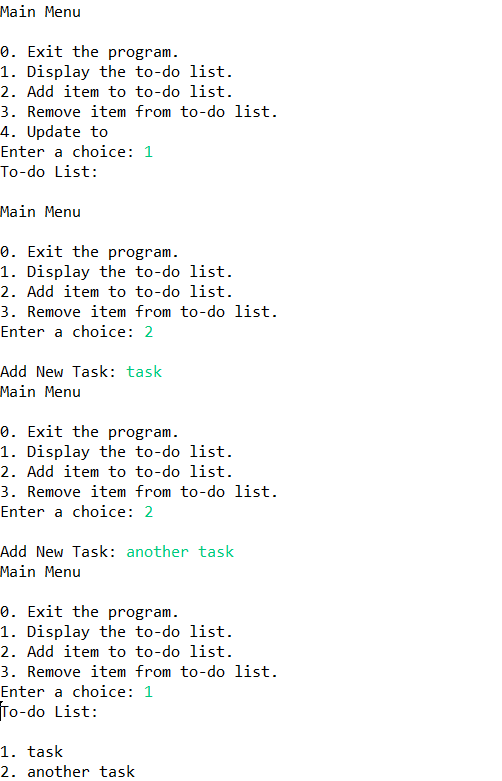 Main Menu
0. Exit the program.
1. Display the to-do list.
2. Add item to to-do list.
3. Remove item from to-do list.
4. Update to
Enter a choice: 1
To-do List:
Main Menu
0. Exit the program.
1. Display the to-do list.
2. Add item to to-do list.
3. Remove item from to-do list.
Enter a choice: 2
Add New Task: task
Main Menu
0. Exit the program.
1. Display the to-do list.
2. Add item to to-do list.
3. Remove item from to-do list.
Enter a choice: 2
Add New Task: another task
Main Menu
0. Exit the program.
1. Display the to-do list.
2. Add item to to-do list.
3. Remove item from to-do list.
Enter a choice: 1
To-do List:
1. task
2. another task